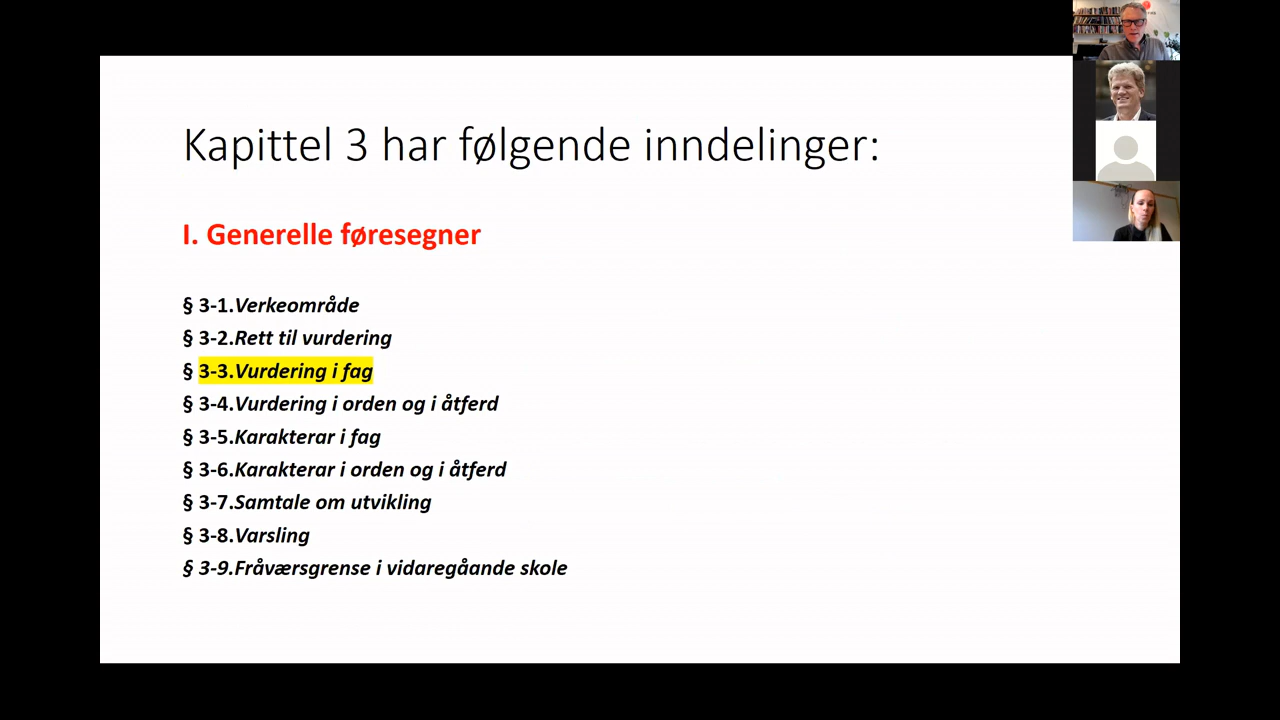 Kapittel 3 har følgende inndelinger:
I. Generelle føresegner
§ 3-1.Verkeområde
§ 3-2.Rett til vurdering
§ 3-3.Vurdering i fag
§ 3-4.Vurdering i orden og i åtferd
§ 3-5.Karakterar i fag
§ 3-6.Karakterar i orden og i åtferd
§ 3-7.Samtale om utvikling
§ 3-8.Varsling
§ 3-9.Fråværsgrense i vidaregåande skole